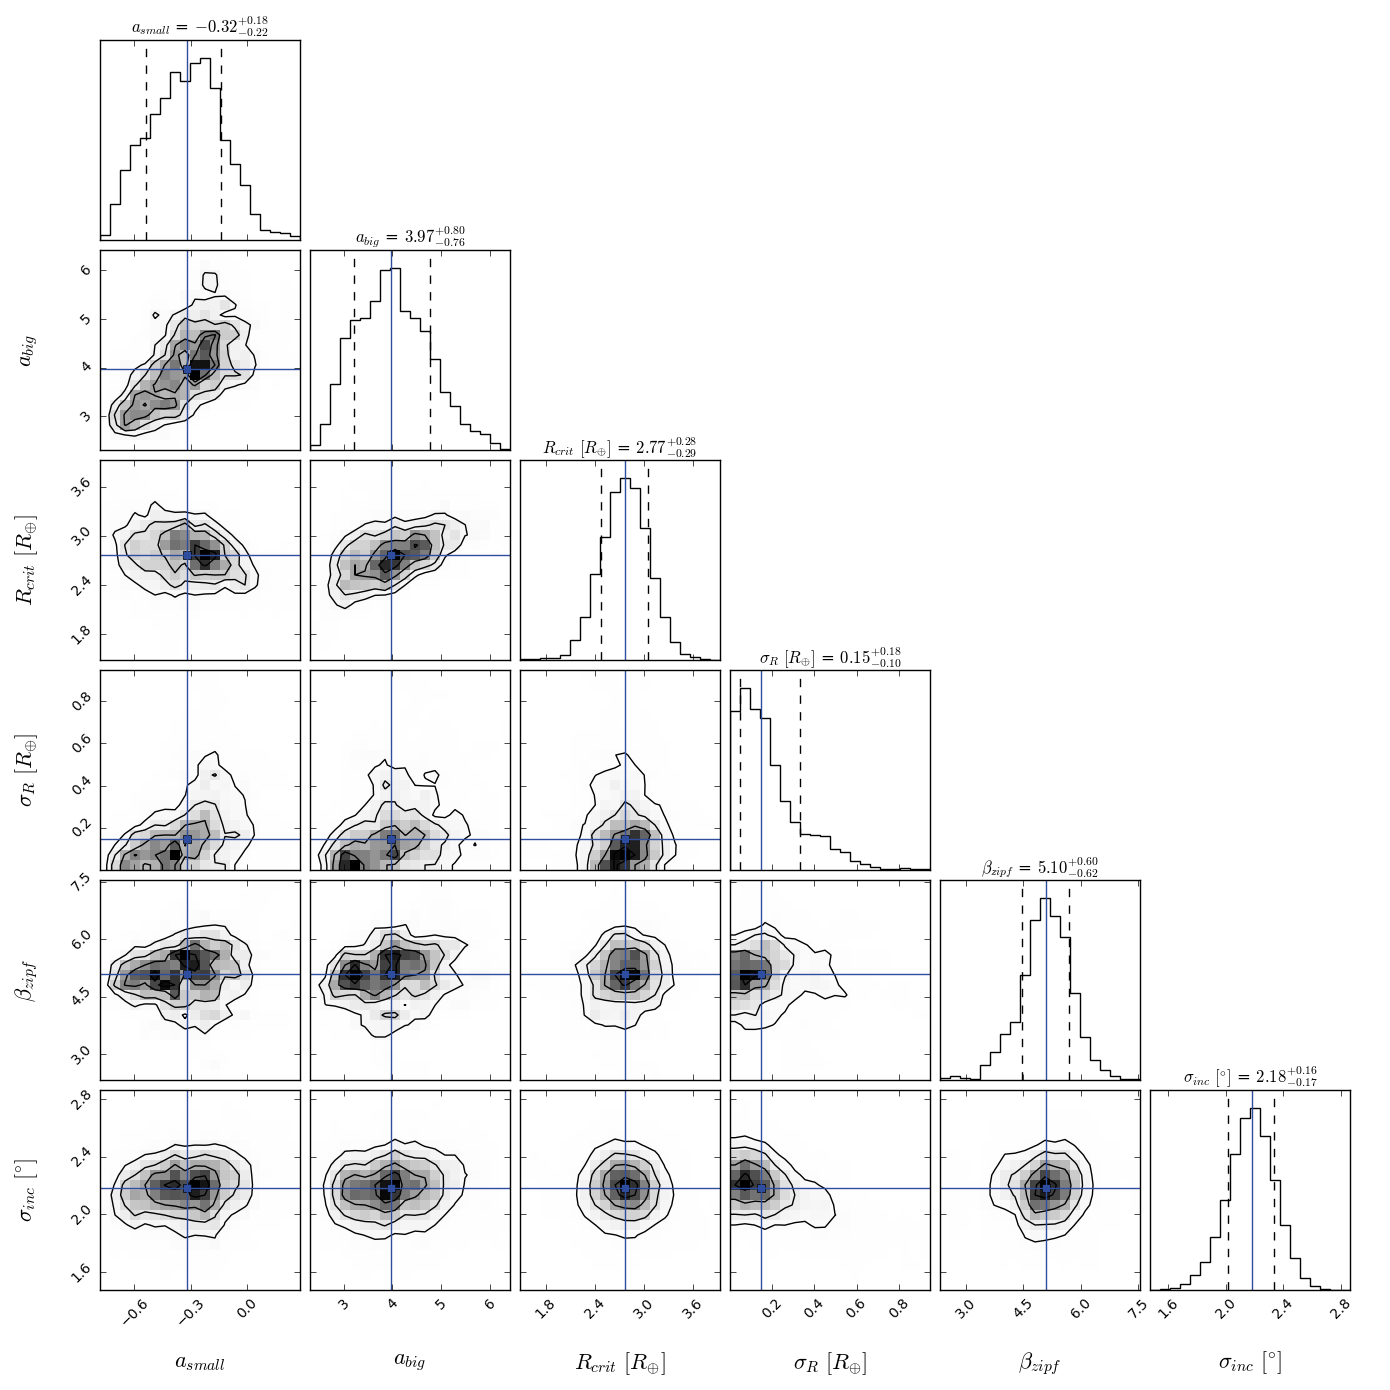 a_small = −0.32 +0.18 −0.22
a_big = 3.97 +0.80 −0.76
6
5
4
3
a_big
R_crit [R⊕] = 2.77 +0.28 −0.29
3.6
3.0
2.4
1.8
R_crit [R⊕]
σ_R [R⊕] = 0.15 +0.18 −0.10
0.8
0.6
0.4
0.2
σ_R [R⊕]
β_zipf = 5.10 +0.60 −0.62
7.5
6.0
4.5
3.0
β_zipf
σ_inc [°] = 2.18 +0.16 −0.17
2.8
2.4
2.0
1.6
σ_inc [°]
−0.6 −0.3 0.0 3 4 5 6 1.8 2.4 3.0 3.6 0.2 0.4 0.6 0.8 3.0 4.5 6.0 7.5 1.6 2.0 2.4 2.8
a_small a_big R_crit [R⊕] σ_R [R⊕] β_zipf σ_inc [°]